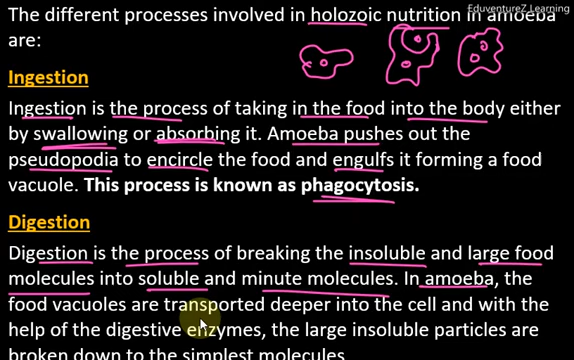 EduventureZ Learning
The different processes involved in holozoic nutrition in amoeba
are:
Ingestion
Ingestion is the process of taking in the food into the body either
by swallowing or absorbing it. Amoeba pushes out the
pseudopodia to encircle the food and engulfs it forming a food
vacuole. This process is known as phagocytosis.
Digestion
Digestion is the process of breaking the insoluble and large food
molecules into soluble and minute molecules. In amoeba, the
food vacuoles are transported deeper into the cell and with the
help of the digestive enzymes, the large insoluble particles are
broken down to the simplest molecules.